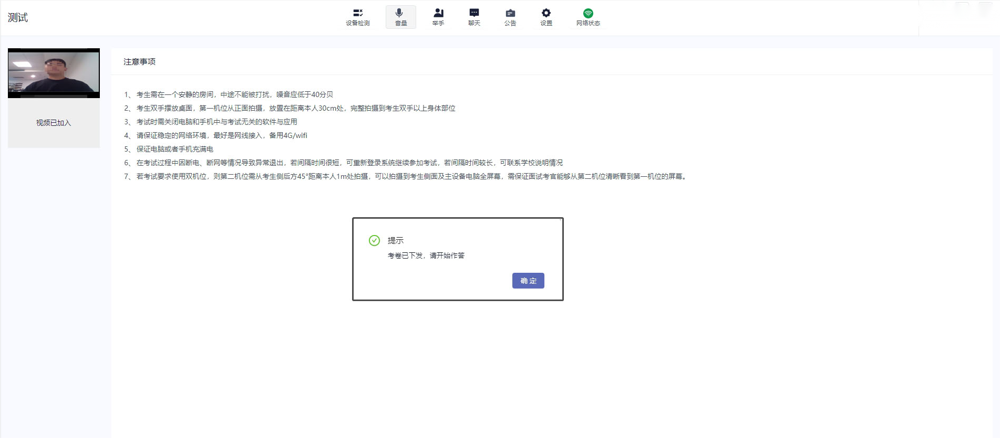 测试
设备检测
音量
举手
聊天
公告
设置
网络状态
视频已加入
注意事项
1、 考生需在一个安静的房间，中途不能被打扰，噪音应低于40分贝
2、 考生双手摆放桌面，第一机位从正面拍摄，放置在距离本人30cm处，完整拍摄到考生双手以上身体部位
3、 考试时需关闭电脑和手机中与考试无关的软件与应用
4、 请保证稳定的网络环境，最好是网线接入，备用4G/wifi
5、 保证电脑或者手机充满电
6、 在考试过程中因断电、断网等情况导致异常退出，若间隔时间很短，可重新登录系统继续参加考试，若间隔时间较长，可联系学校说明情况
7、 若考试要求使用双机位，则第二机位需从考生侧后方45°距离本人1m处拍摄，可以拍摄到考生侧面及主设备电脑全屏幕，需保证面试考官能够从第二机位清晰看到第一机位的屏幕。
提示
考卷已下发，请开始作答
确 定